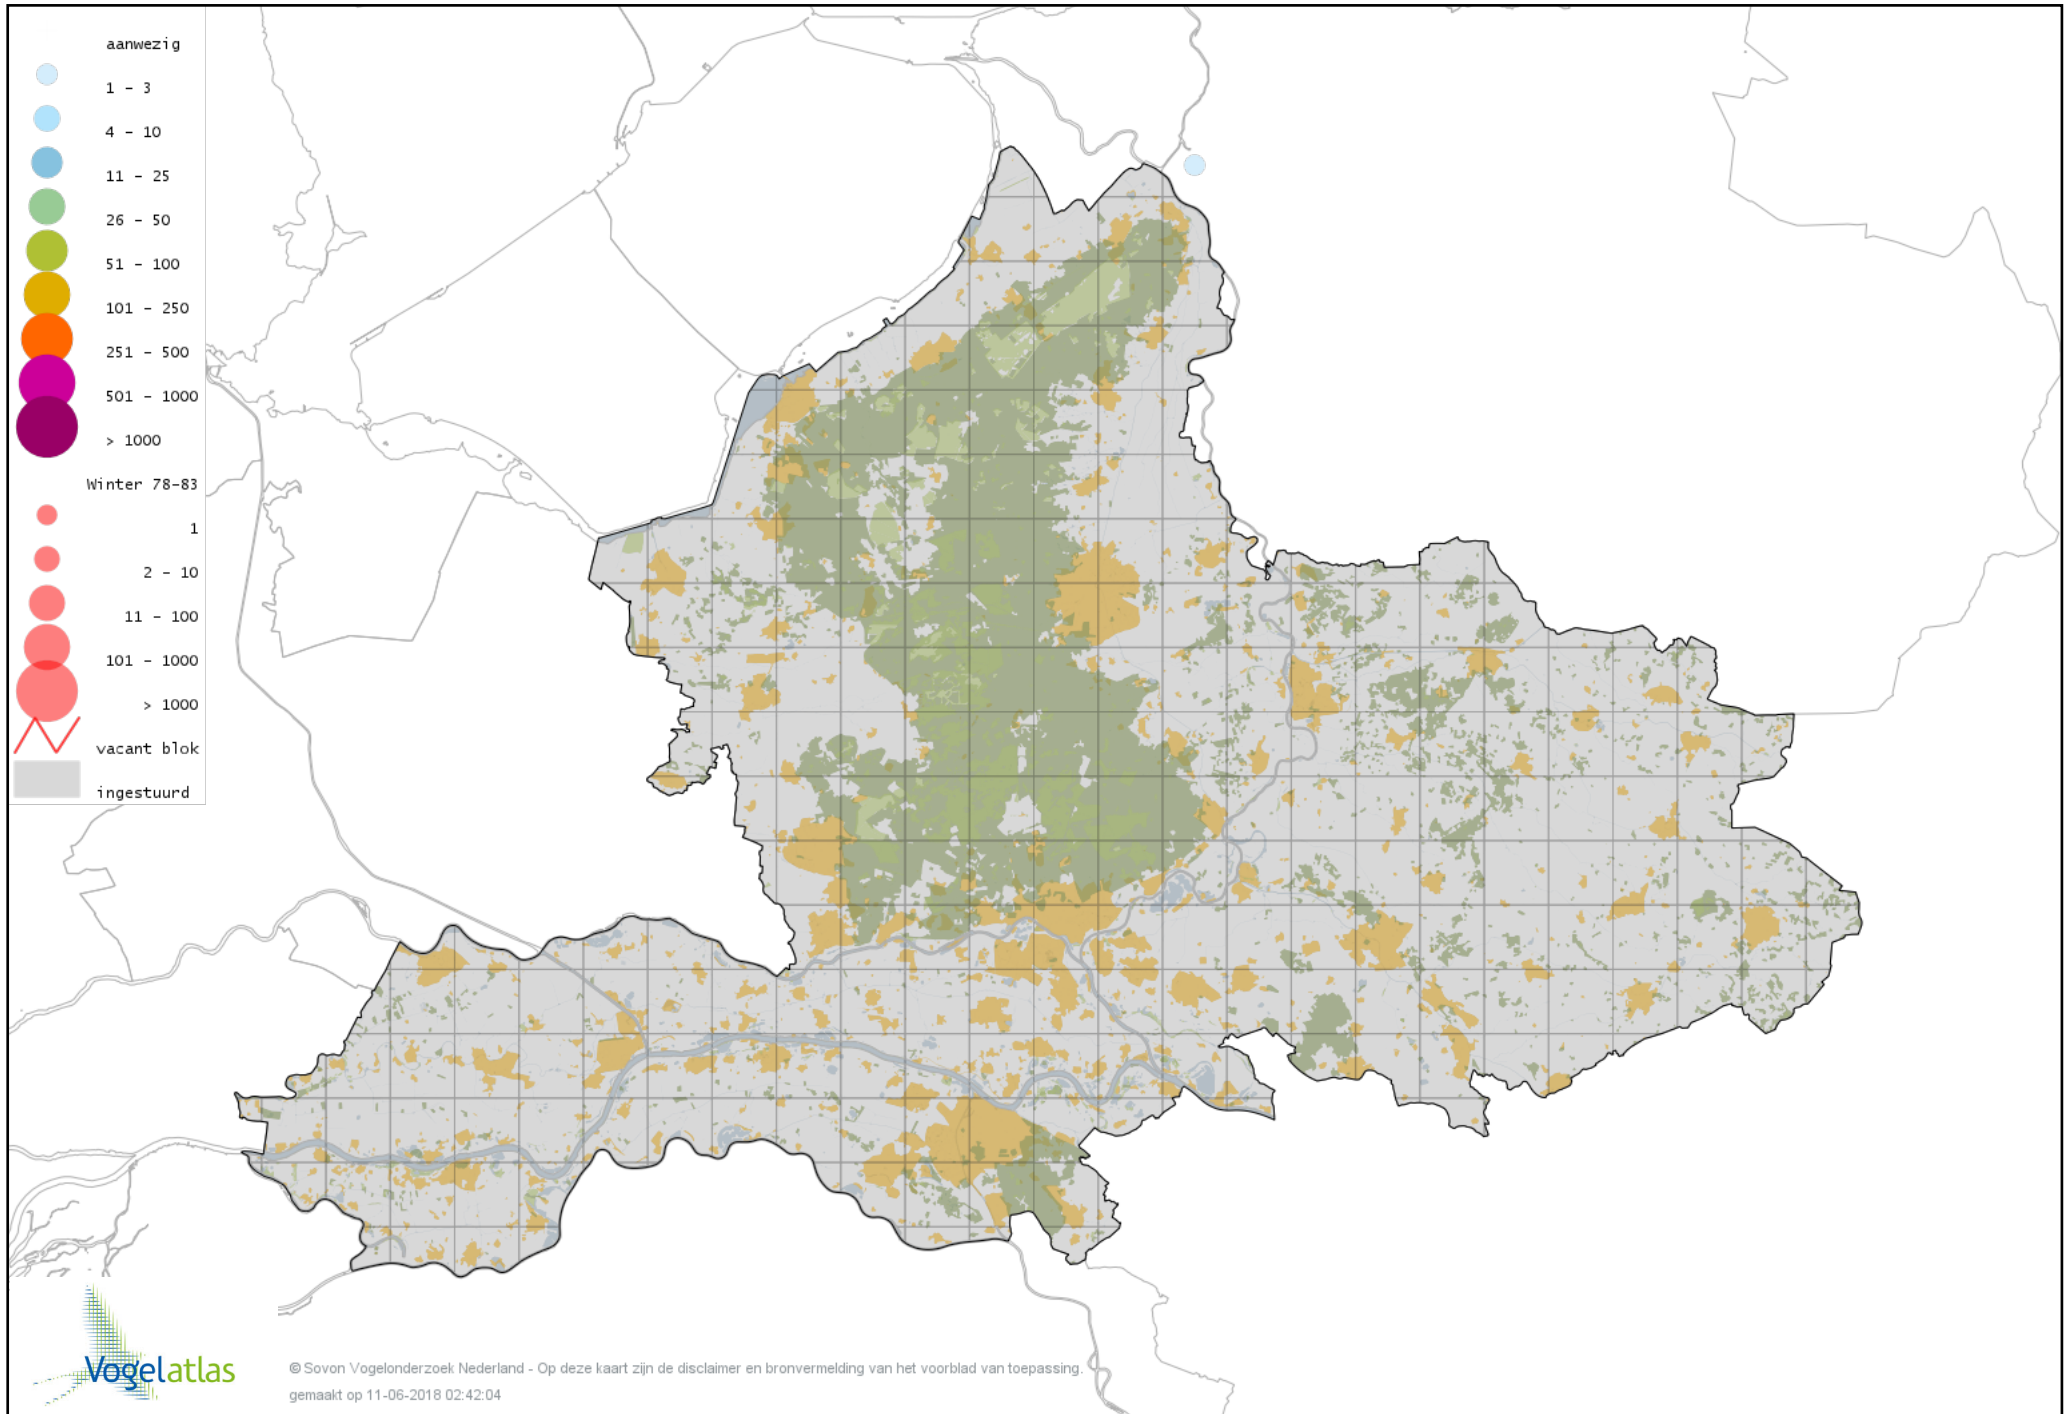 aanwezig
1 - 3
4 - 10
11 - 25
26 - 50
51 - 100
101 - 250
251 - 500
501 - 1000
> 1000
Winter 78-83
1
2 - 10
11 - 100
101 - 1000
> 1000
vacant blok
ingestuurd
Vogelatlas
© Sovon Vogelonderzoek Nederland - Op deze kaart zijn de disclaimer en bronvermelding van het voorblad van toepassing.
gemaakt op 11-06-2018 02:42:04